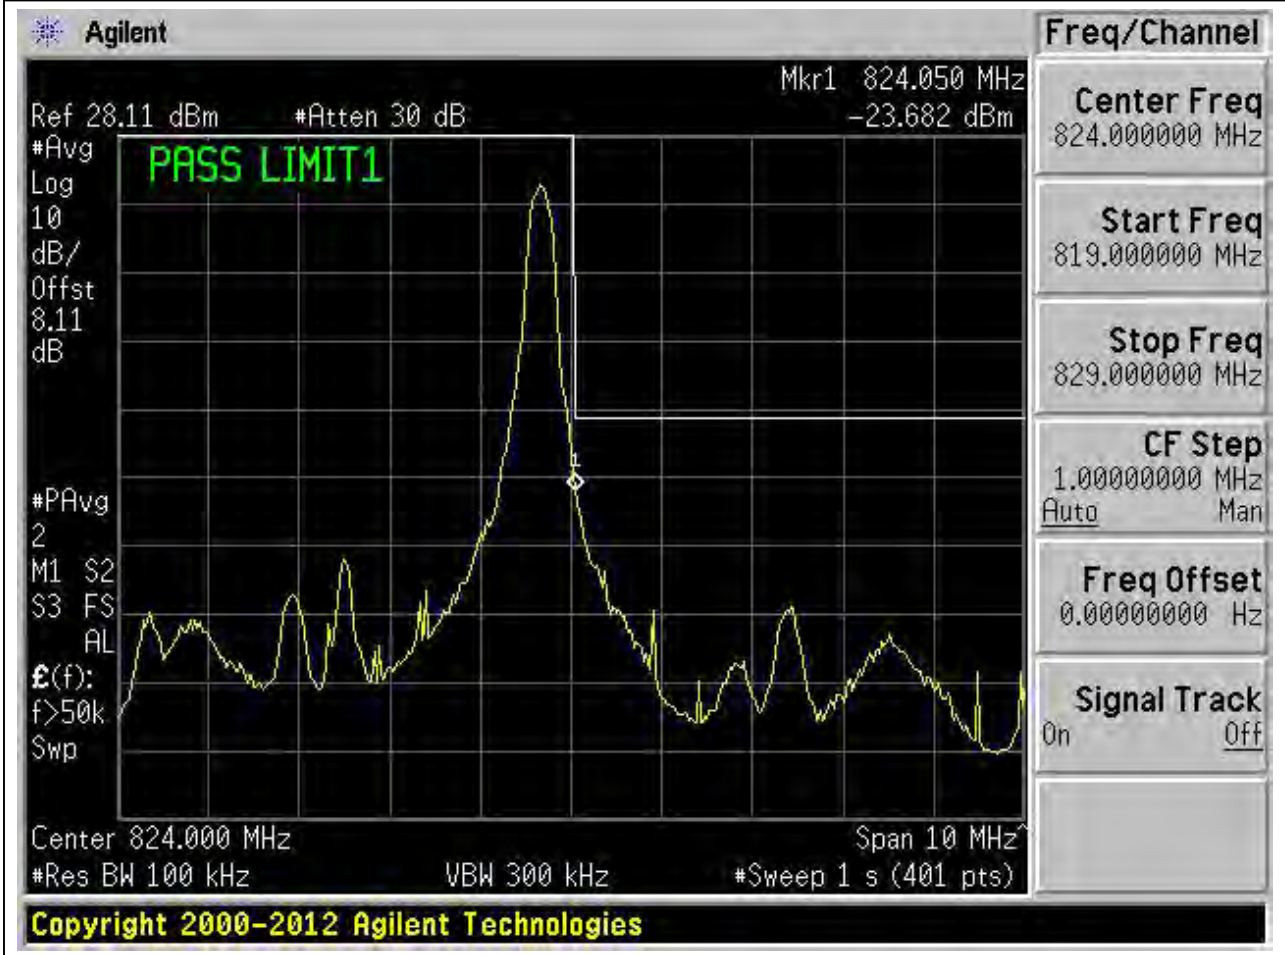 Agilent
Freq/Channel
Mkr1 824.050 MHz
Ref 28.11 dBm #Atten 30 dB -23.682 dBm
#Avg
Log
10
dB/
Offst
8.11
dB
PASS LIMIT1
1
#PAvg
2
M1 S2
S3 FS
AL
£(f):
f>50k
Swp
Center 824.000 MHz Span 10 MHz^
#Res BW 100 kHz VBW 300 kHz #Sweep 1 s (401 pts)
Center Freq
824.000000 MHz
Start Freq
819.000000 MHz
Stop Freq
829.000000 MHz
CF Step
1.00000000 MHz
Auto Man
Freq Offset
0.00000000 Hz
Signal Track
On Off
Copyright 2000-2012 Agilent Technologies